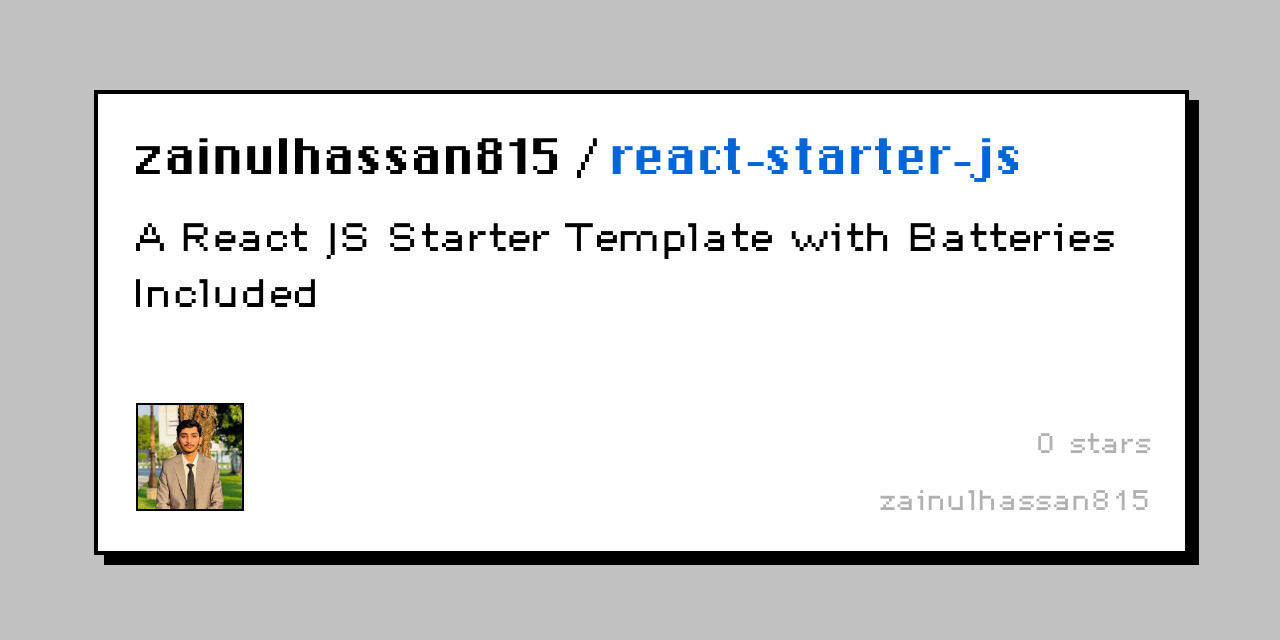 zainulhassan815 / react-starter-js
A React JS Starter Template with Batteries
Included
0 stars
zainulhassan815